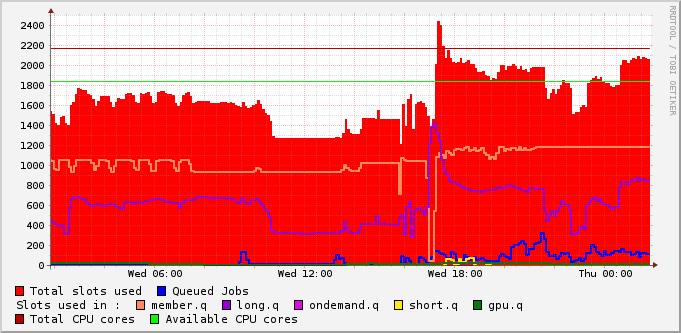 RRDTOOL / TOBI OETIKER
2400
2200
2000
1800
1600
1400
1200
1000
800
600
400
200
0
Wed 06:00 Wed 12:00 Wed 18:00 Thu 00:00
Total slots used Queued Jobs
Slots used in : member.q long.q ondemand.q short.q gpu.q
Total CPU cores Available CPU cores